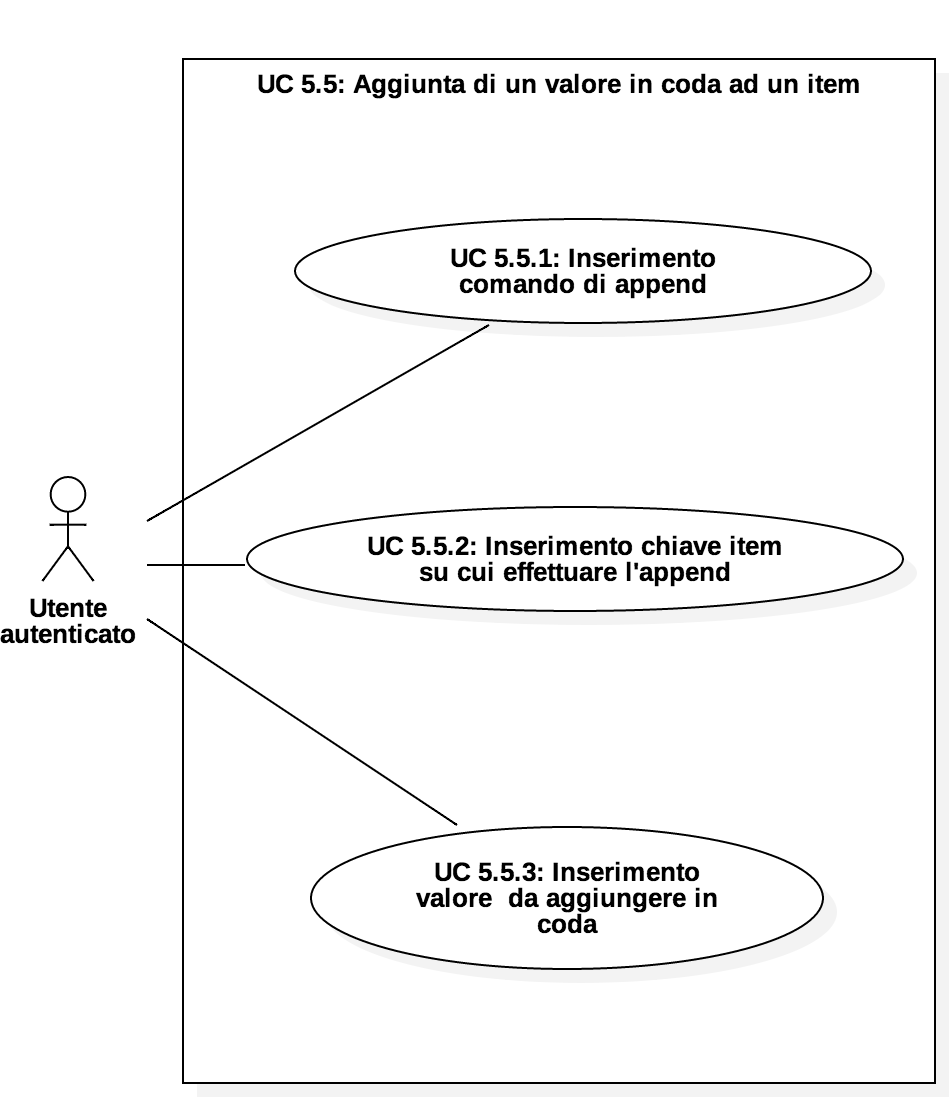 UC 5.5: Aggiunta di un valore in coda ad un item
UC 5.5.1: Inserimento
comando di append
UC 5.5.2: Inserimento chiave item
su cui effettuare l'append
Utente
autenticato
UC 5.5.3: Inserimento
valore  da aggiungere in
coda